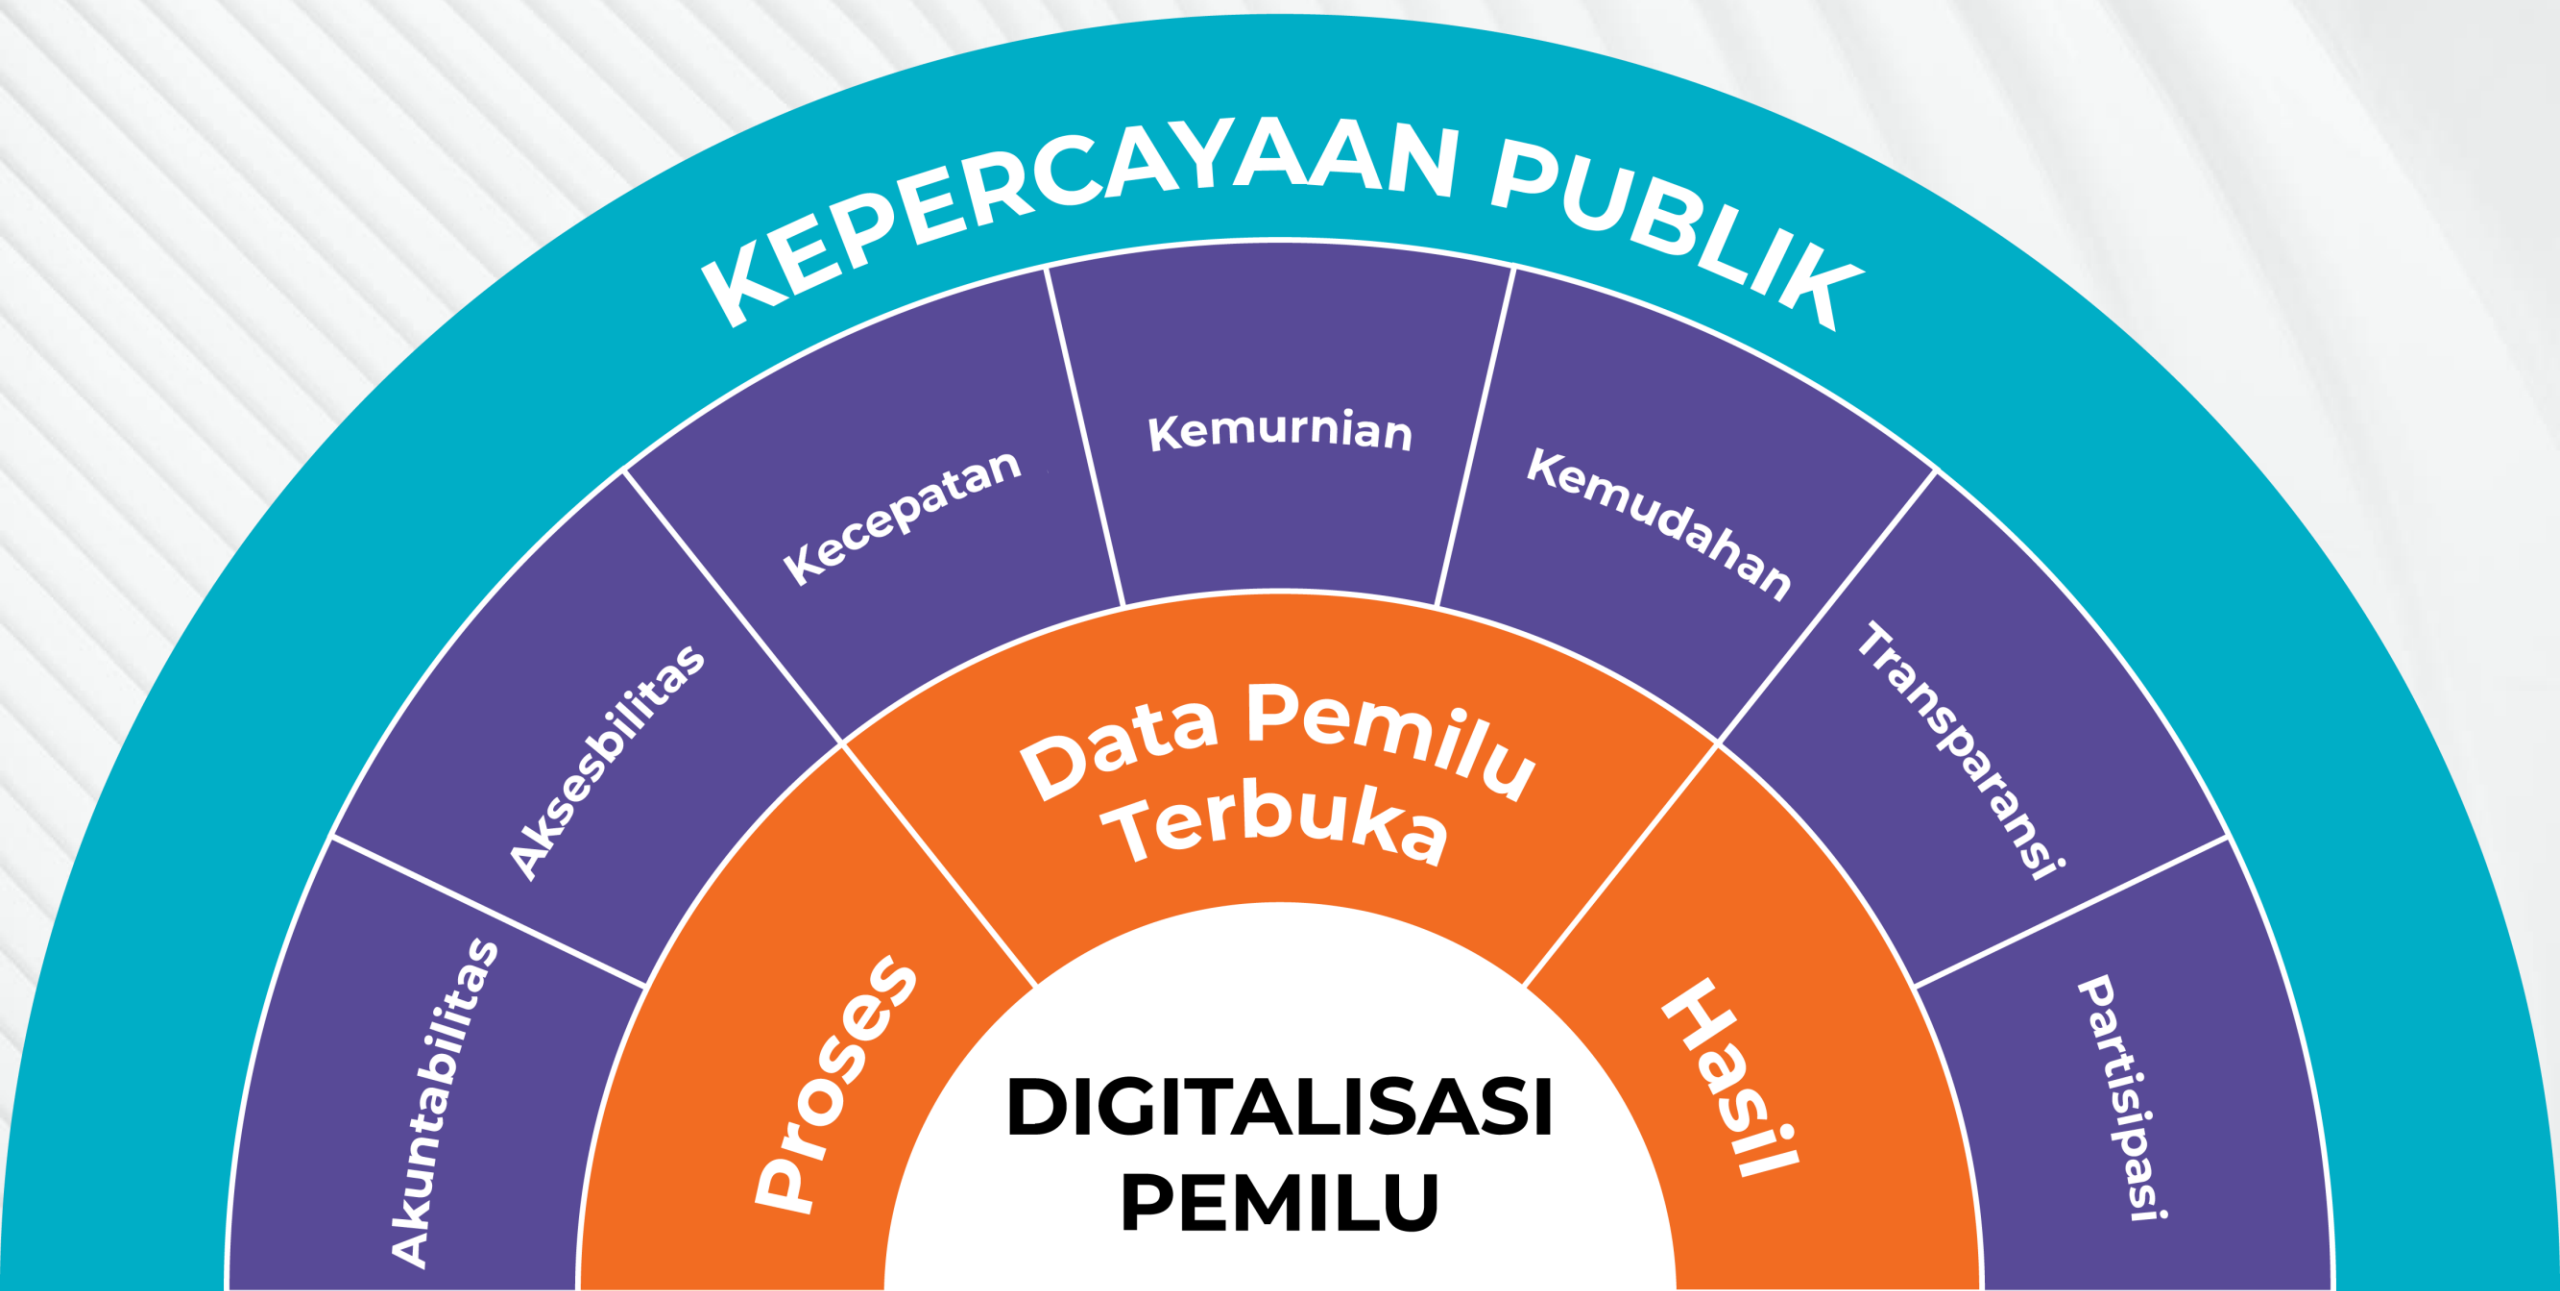 KEPERCAYAAN PUBLIK
Akuntabilitas
Aksesbilitas
Kecepatan
Kemurnian
Kemudahan
Transparansi
Partisipasi
Proses
Data Pemilu
Terbuka
Hasil
DIGITALISASI
PEMILU